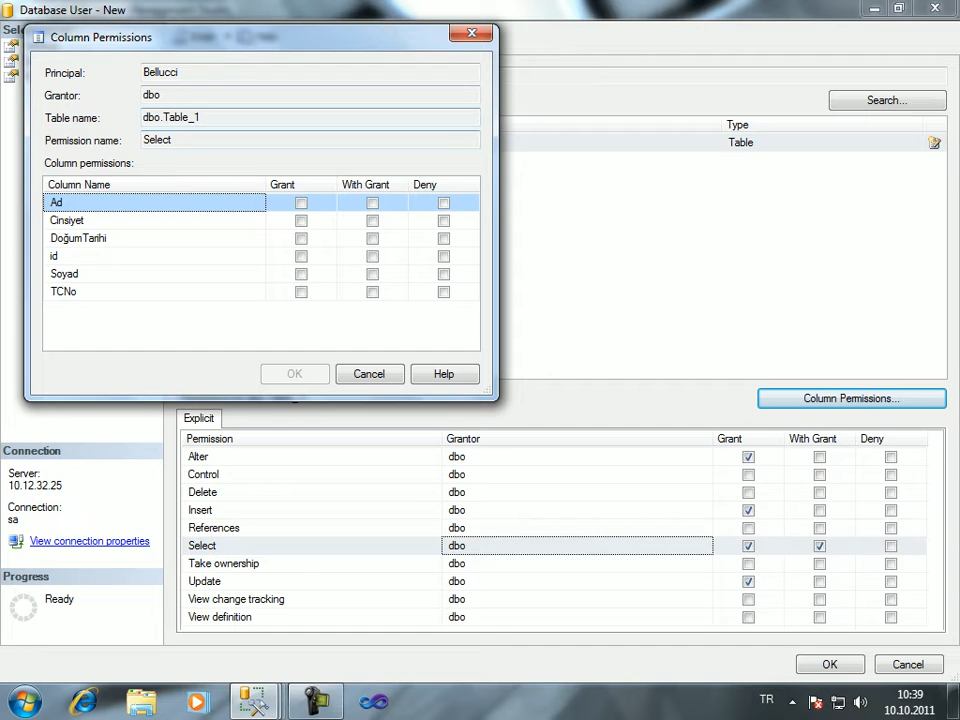 Database User - New
Sele
Column Permissions
Principal:
Bellucci
Grantor:
dbo
Table name:
dbo.Table_1
Permission name:
Select
Column permissions:
Column Name Grant With Grant Deny
Ad
Cinsiyet
DoğumTarihi
id
Soyad
TCNo
OK Cancel Help
Search...
Type
Table
Column Permissions...
Explicit
Permission Grantor Grant With Grant Deny
Alter dbo
Control dbo
Delete dbo
Insert dbo
References dbo
Select dbo
Take ownership dbo
Update dbo
View change tracking dbo
View definition dbo
Connection
Server:
10.12.32.25
Connection:
sa
View connection properties
Progress
Ready
OK Cancel
TR
10:39
10.10.2011